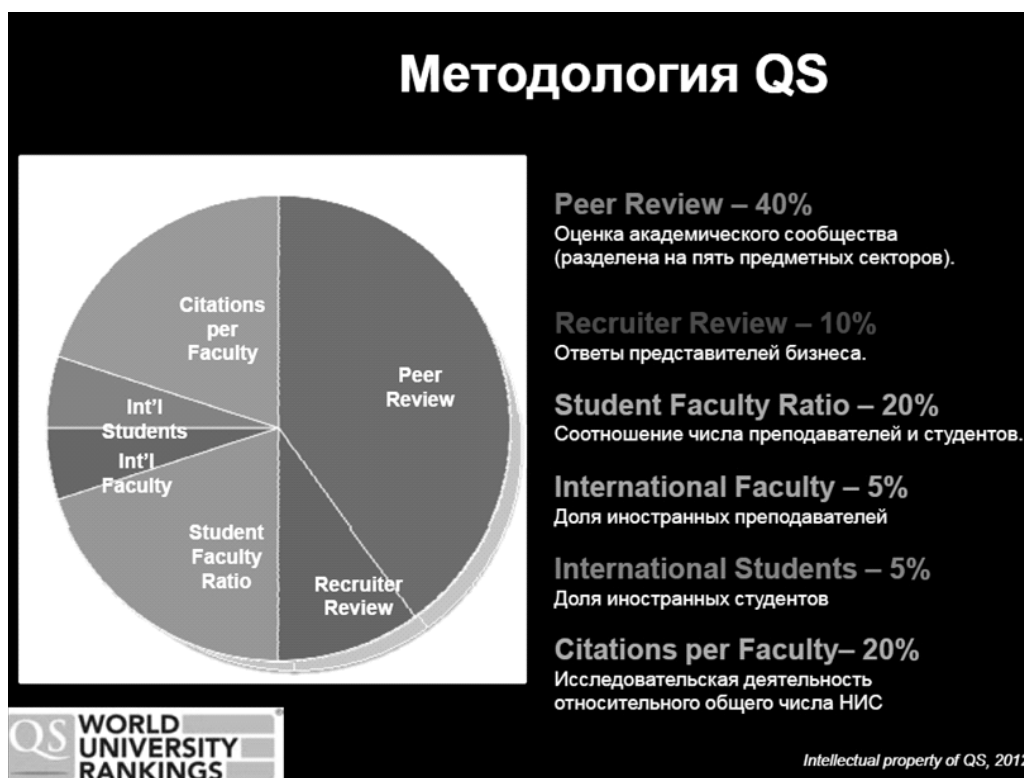 Методология QS
Citations
per
Faculty
Int'l
Students
Int'l
Faculty
Student
Faculty
Ratio
Peer
Review
Recruiter
Review
Peer Review – 40%
Оценка академического сообщества
(разделена на пять предметных секторов).
Recruiter Review – 10%
Ответы представителей бизнеса.
Student Faculty Ratio – 20%
Соотношение числа преподавателей и студентов.
International Faculty – 5%
Доля иностранных преподавателей
International Students – 5%
Доля иностранных студентов
Citations per Faculty– 20%
Исследовательская деятельность
относительного общего числа НИС
QS WORLD
UNIVERSITY
RANKINGS
Intellectual property of QS, 2012